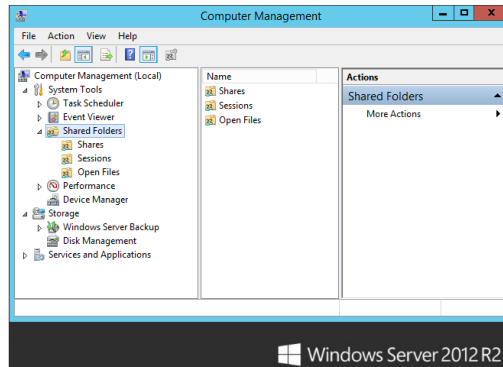 Computer Management
File Action View Help
Computer Management (Local)
System Tools
Task Scheduler
Event Viewer
Shared Folders
Shares
Sessions
Open Files
Performance
Device Manager
Storage
Windows Server Backup
Disk Management
Services and Applications
Name
Shares
Sessions
Open Files
Actions
Shared Folders
More Actions
Windows Server 2012 R2